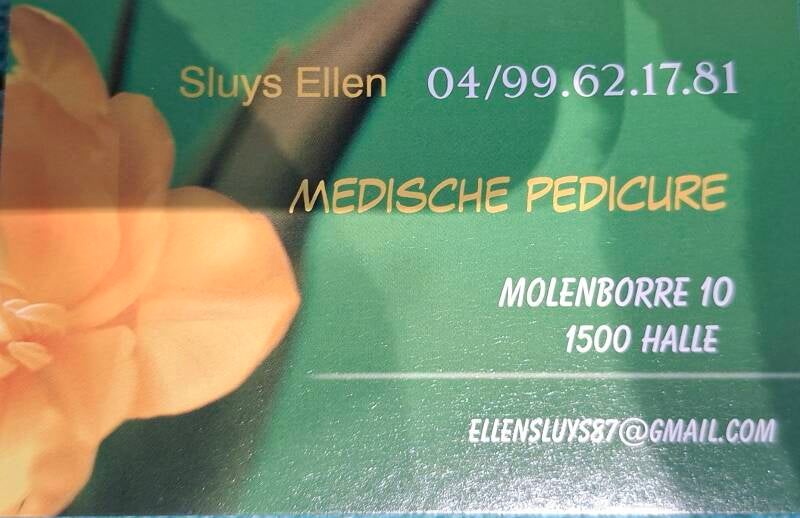 Sluys Ellen 04/99.62.17.81
MEDISCHE PEDICURE
MOLENBORRE 10
1500 HALLE
ELLENSLUYS87@GMAIL.COM